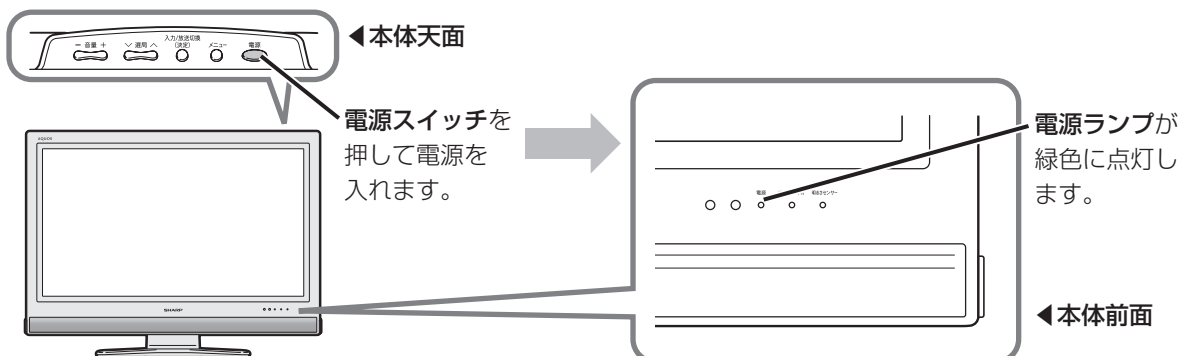 − 音量 +
∨ 選局 ∧
入力/放送切換
(決定)
メニュー
電源
◀本体天面
電源スイッチを
押して電源を
入れます。
AQUOS
SHARP
電源
明るさセンサー
電源ランプが
緑色に点灯し
ます。
◀本体前面